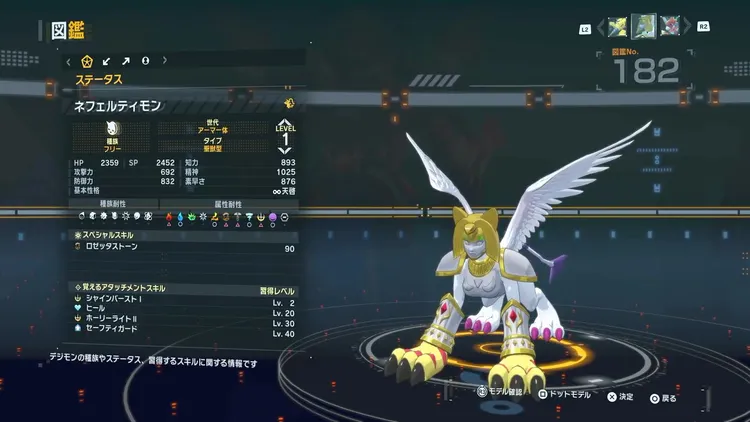 図鑑
L2
R2
図鑑No.
182
ステータス
ネフェルティモン
種族
フリー
世代
アーマー体
タイプ
聖獣型
LEVEL
1
HP 2359 SP 2452 知力 893
攻撃力 692 精神 1025
防御力 832 素早さ 876
基本性格 天啓
種族耐性 属性耐性
スペシャルスキル
ロゼッタストーン 90
覚えるアタッチメントスキル 習得レベル
シャインバーストⅠ Lv. 2
ヒール Lv. 20
ホーリーライトⅡ Lv. 30
セーフティガード Lv. 40
デジモンの種族やステータス、習得するスキルに関する情報です
R3 モデル確認 ドットモデル 決定 戻る